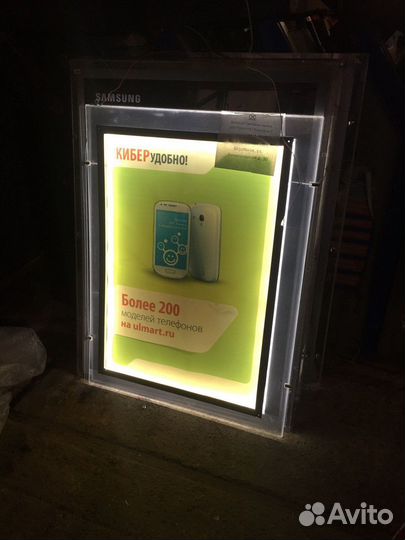 SAMSUNG
КИБЕРУДОБНО!
Более 200
моделей телефонов
на ulmart.ru
Avito